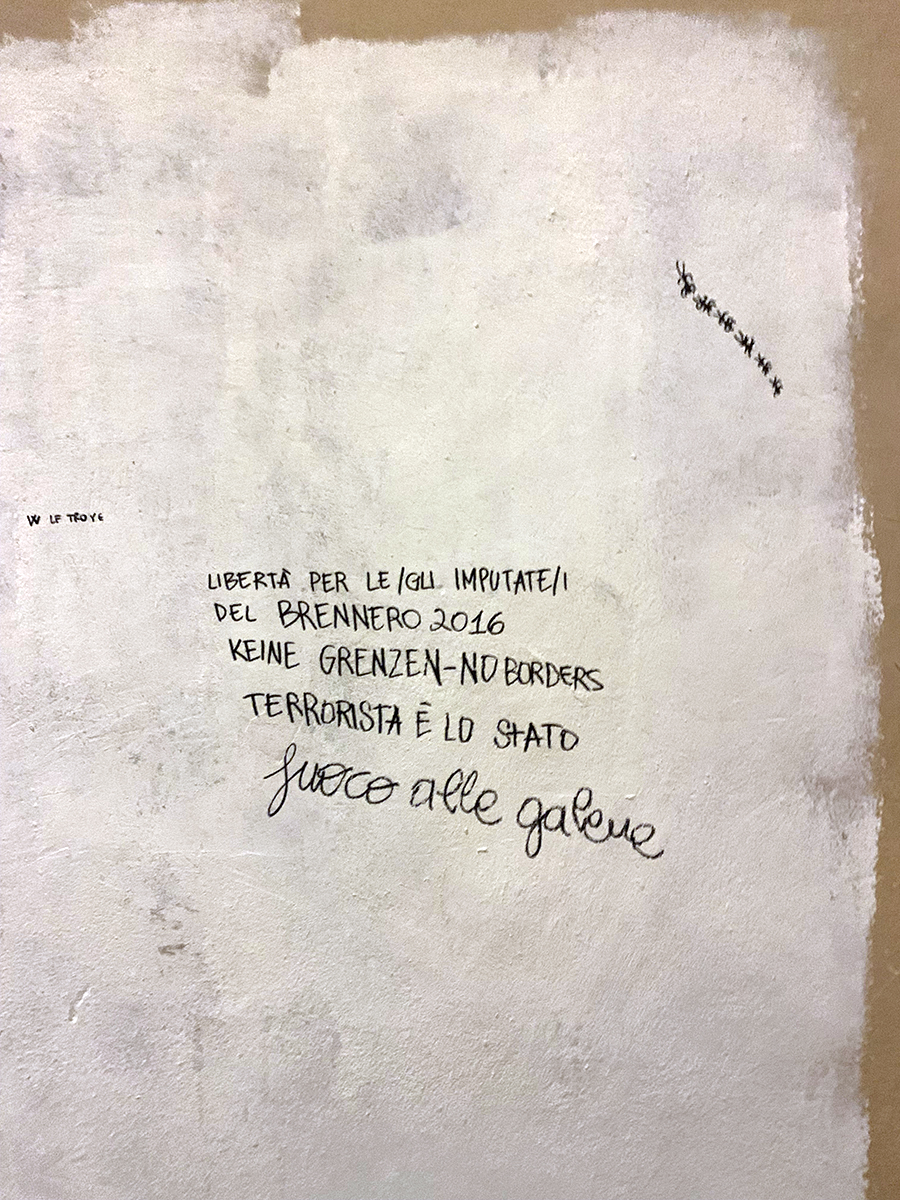 W LF TROYE
LIBERTÀ PER LE/GLI IMPUTATE/I
DEL BRENNERO 2016
KEINE GRENZEN-NO BORDERS
TERRORISTA È LO STATO
fuoco alle galere